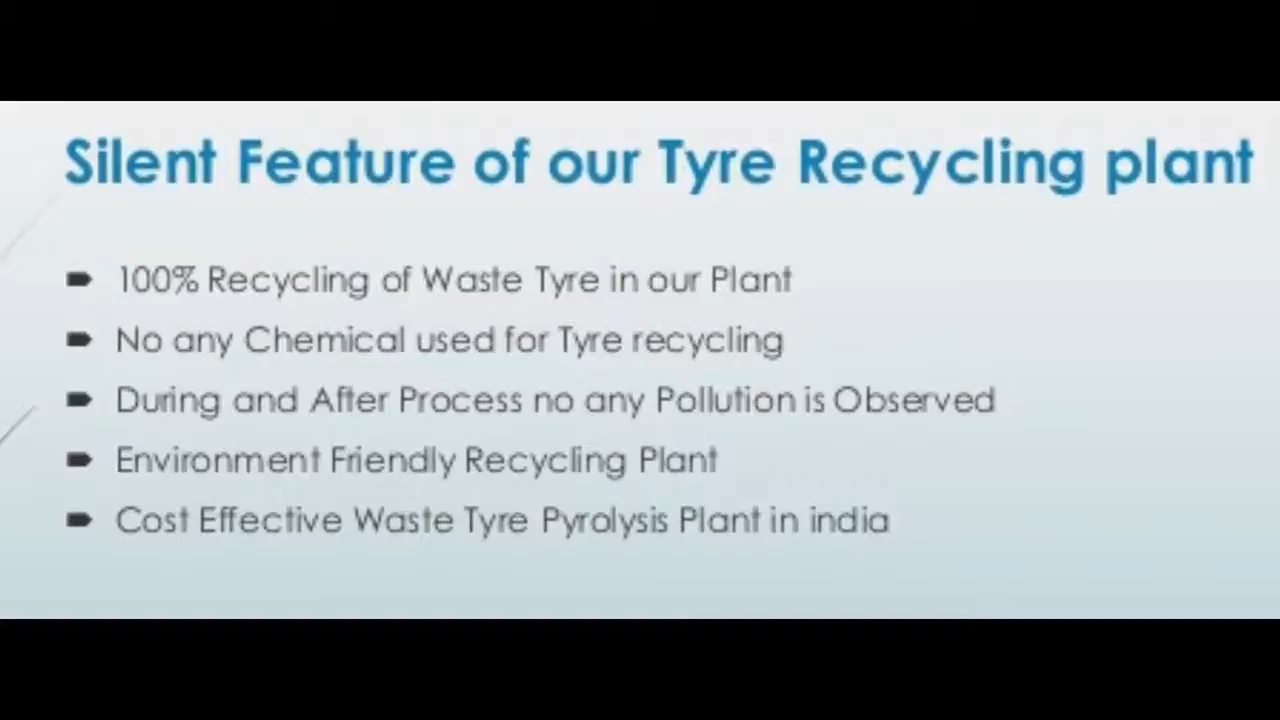 Silent Feature of our Tyre Recycling plant
100% Recycling of Waste Tyre in our Plant
No any Chemical used for Tyre recycling
During and After Process no any Pollution is Observed
Environment Friendly Recycling Plant
Cost Effective Waste Tyre Pyrolysis Plant in india